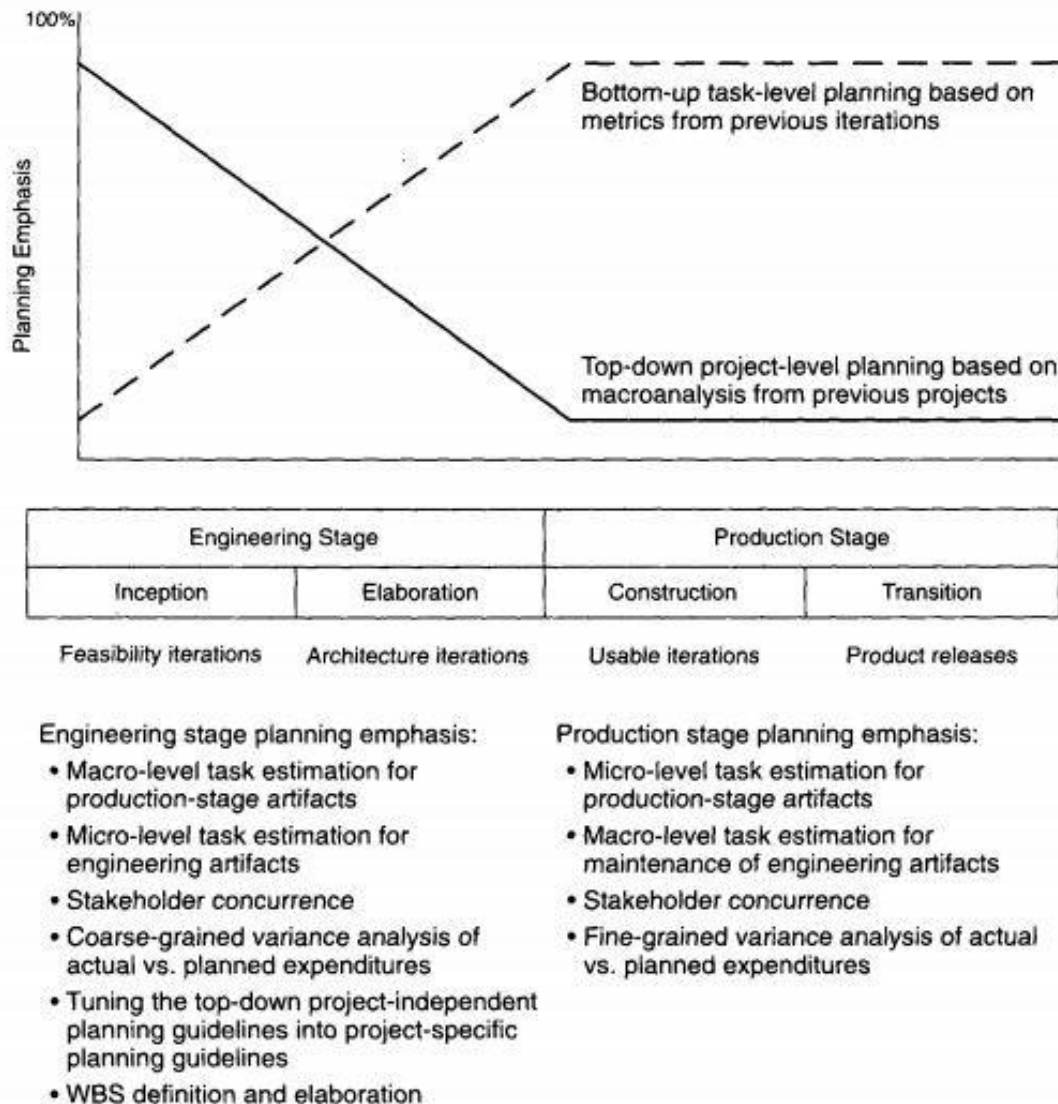 100%
Planning Emphasis
Bottom-up task-level planning based on
metrics from previous iterations
Top-down project-level planning based on
macroanalysis from previous projects
Engineering Stage
Production Stage
Inception
Elaboration
Construction
Transition
Feasibility iterations
Architecture iterations
Usable iterations
Product releases
Engineering stage planning emphasis:
• Macro-level task estimation for
production-stage artifacts
• Micro-level task estimation for
engineering artifacts
• Stakeholder concurrence
• Coarse-grained variance analysis of
actual vs. planned expenditures
• Tuning the top-down project-independent
planning guidelines into project-specific
planning guidelines
• WBS definition and elaboration
Production stage planning emphasis:
• Micro-level task estimation for
production-stage artifacts
• Macro-level task estimation for
maintenance of engineering artifacts
• Stakeholder concurrence
• Fine-grained variance analysis of actual
vs. planned expenditures